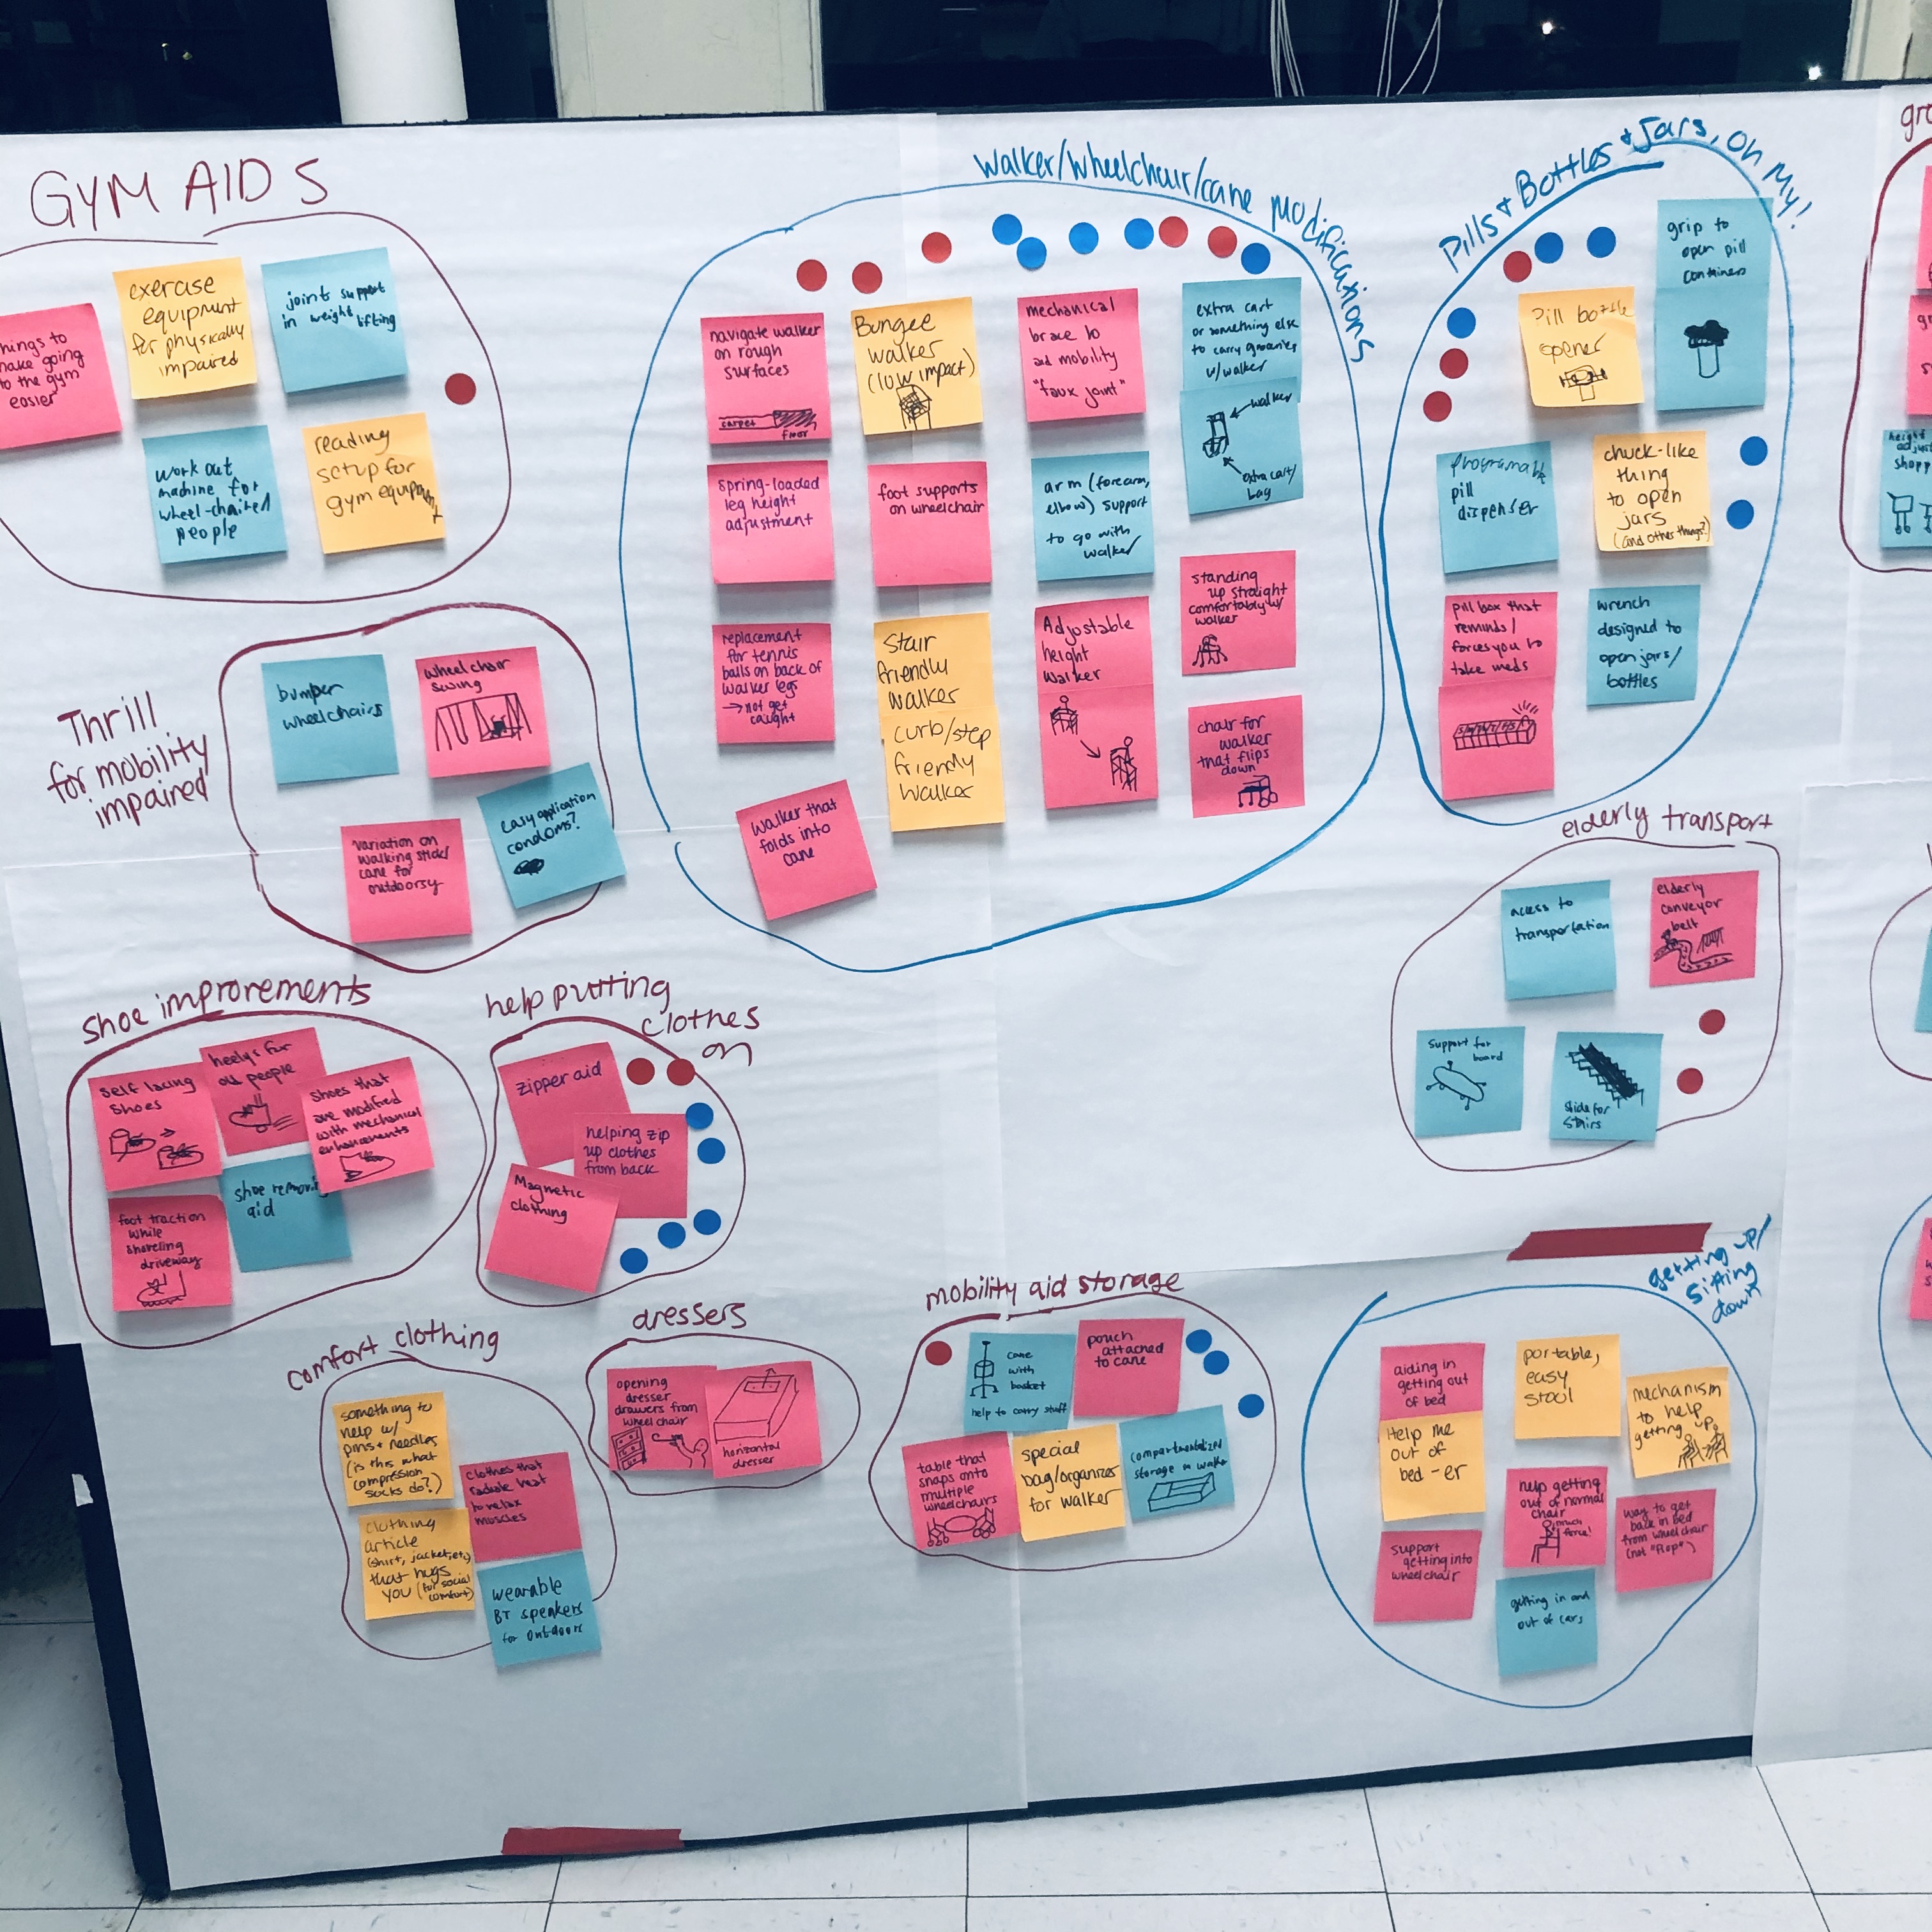 GYM AIDS
hings to
make going
to the gym
easier
exercise
equipment
for physically
impaired
joint support
in weight lifting
work out
machine for
wheel-chaired
people
reading
setup for
gym equipment
Walker/wheelchair/cane modifications
navigate walker
on rough
surfaces
carpet
floor
Bungee
walker
(low impact)
mechanical
brace to
aid mobility
"faux joint"
extra cart
or something else
to carry groceries
w/walker
walker
extra cart/
bag
spring-loaded
leg height
adjustment
foot supports
on wheelchair
arm (forearm,
elbow) support
to go with
walker
standing
up straight
comfortably w/
walker
replacement
for tennis
balls on back of
walker legs
→ not get
caught
Stair
friendly
walker
curb/step
friendly
walker
Adjustable
height
walker
chair for
walker
that flips
down
Walker that
folds into
cane
Pills + Bottles + Jars, Oh My!
grip to
open pill
containers
Pill bottle
opener
programable
pill
dispenser
chuck-like
thing
to open
jars
(and other things?)
pill box that
reminds/
forces you to
take meds
wrench
designed to
open jars/
bottles
Thrill
for mobility
impaired
bumper
wheelchairs
wheelchair
swing
variation on
walking stick/
cane for
outdoorsy
easy application
condoms?
elderly transport
access to
transportation
elderly
conveyor
belt
Support for
board
slide for
stairs
shoe improvements
self lacing
shoes
heelys for
old people
shoes that
are modified
with mechanical
enhancements
foot traction
while
shoveling
driveway
shoe removing
aid
help putting
clothes
on
zipper aid
helping zip
up clothes
from back
Magnetic
clothing
comfort clothing
something to
help w/
pins + needles
(is this what
compression
socks do?)
clothes that
radiate heat
to relax
muscles
clothing
article
(shirt, jacket, etc)
that hugs
you (for social
comfort)
wearable
BT speakers
for outdoors
dressers
opening
dresser
drawers from
wheelchair
horizontal
dresser
mobility aid storage
cane
with
basket
help to carry stuff
pouch
attached
to cane
table that
snaps onto
multiple
wheelchairs
special
bag/organizer
for walker
compartmentalized
storage in walker
getting up/
sitting
down
aiding in
getting out
of bed
Help me
out of
bed -er
portable,
easy
stool
mechanism
to help
getting up
help getting
out of normal
chair
much
force!
way to get
back in bed
from wheelchair
(not "flop")
support
getting into
wheelchair
getting in and
out of cars
gr
height
adjust
shopp